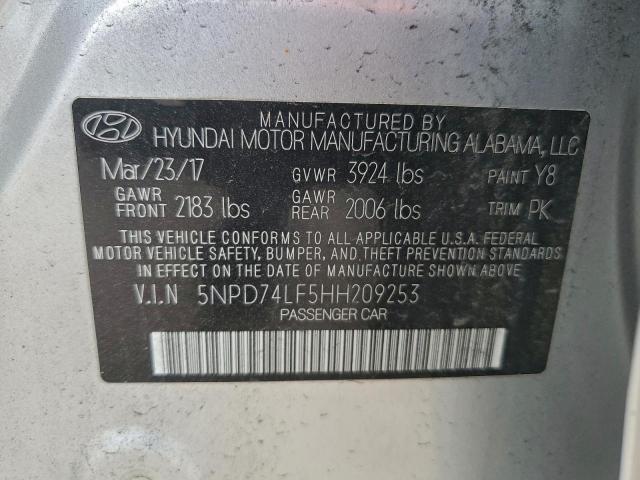 MANUFACTURED BY
HYUNDAI MOTOR MANUFACTURING ALABAMA, LLC
Mar/23/17 GVWR 3924 lbs PAINT Y8
GAWR FRONT 2183 lbs GAWR REAR 2006 lbs TRIM PK
THIS VEHICLE CONFORMS TO ALL APPLICABLE U.S.A. FEDERAL
MOTOR VEHICLE SAFETY, BUMPER, AND THEFT PREVENTION STANDARDS
IN EFFECT ON THE DATE OF MANUFACTURE SHOWN ABOVE.
V.I.N 5NPD74LF5HH209253
PASSENGER CAR